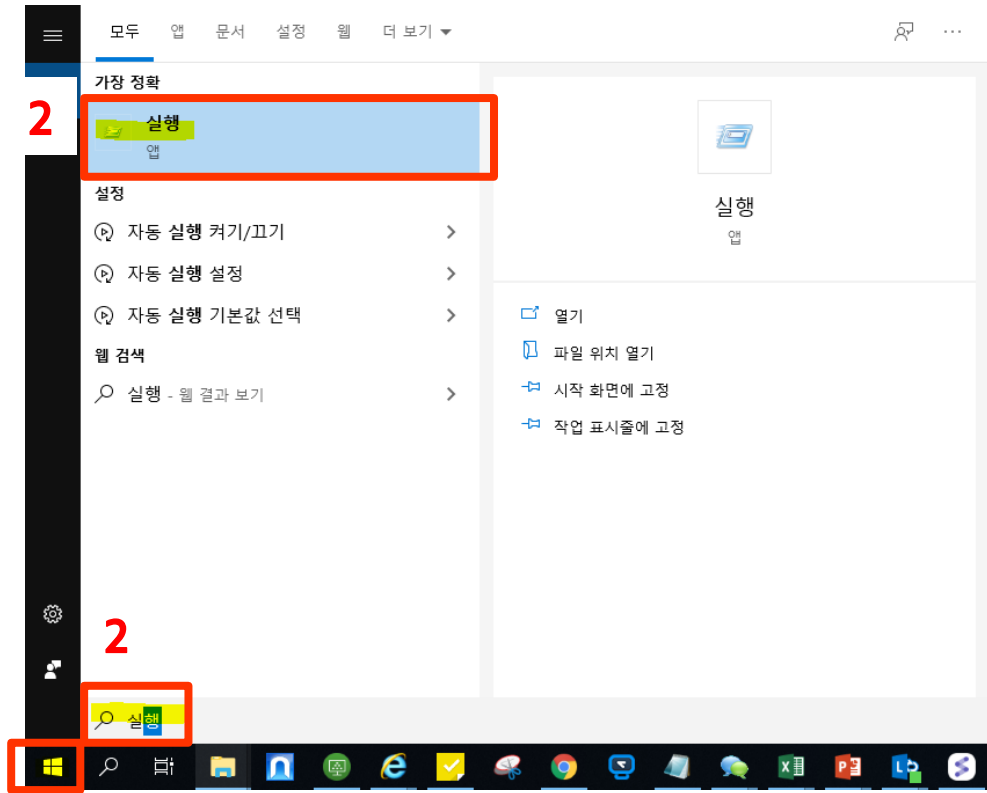 모두 앱 문서 설정 웹 더 보기
가장 정확
2
실행
앱
설정
자동 실행 켜기/끄기
자동 실행 설정
자동 실행 기본값 선택
웹 검색
실행 - 웹 결과 보기
실행
앱
열기
파일 위치 열기
시작 화면에 고정
작업 표시줄에 고정
2
실행